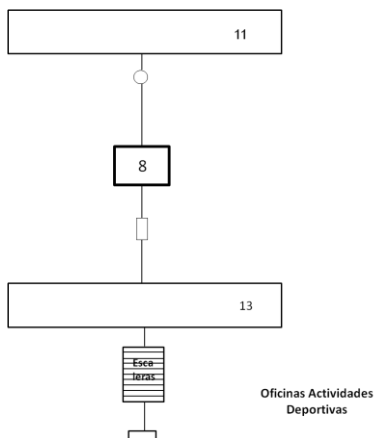 11
8
13
Esca
leras
Oficinas Actividades
Deportivas